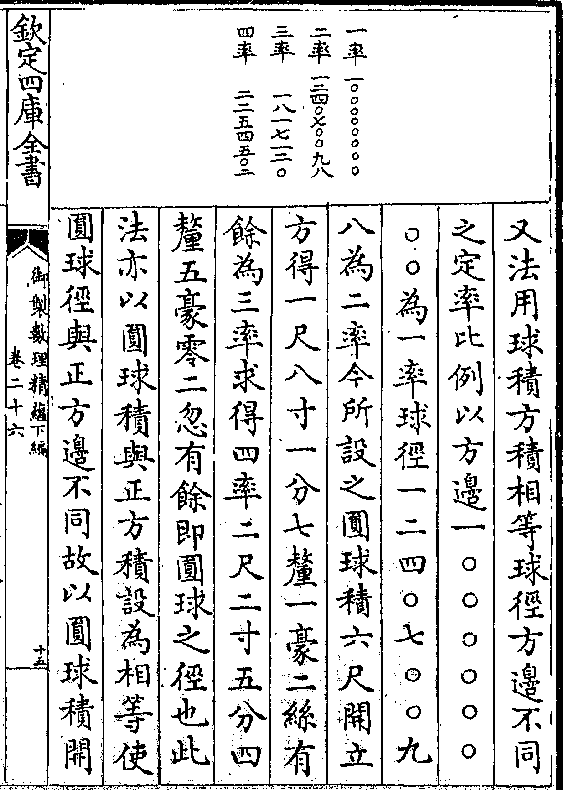 一率 一〇〇〇〇〇〇〇
二率 一二四〇七〇〇九八
三率 一八一七一二〇
四率 二二五四五〇二
又法用球積方積相等球徑方邊不同
之定率比例以方邊一〇〇〇〇〇〇
〇〇為一率球徑一二四〇七〇〇九
八為二率今所設之圓球積六尺開立
方得一尺八寸一分七釐一豪二絲有
餘為三率求得四率二尺二寸五分四
釐五豪零二忽有餘即圓球之徑也此
法亦以圓球積與正方積設為相等使
圓球徑與正方邊不同故以圓球積開
欽定四庫全書
御製數理精蘊下編
卷二十六
十五